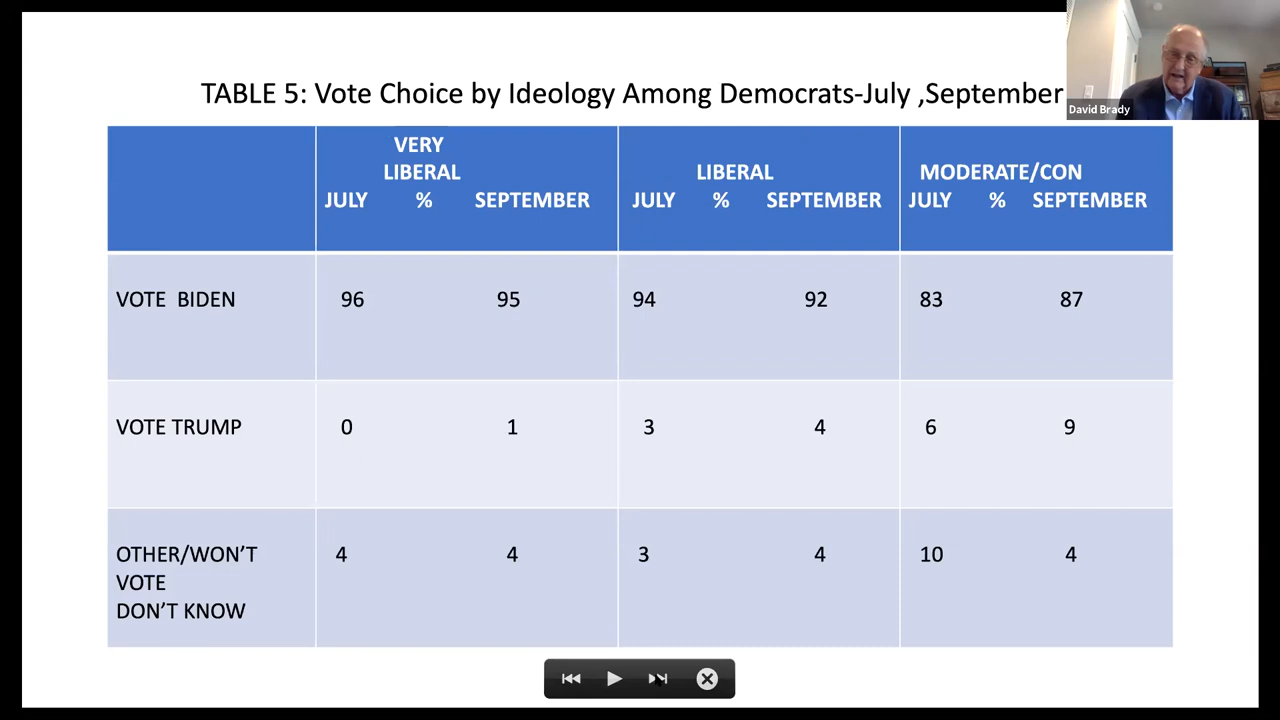 TABLE 5: Vote Choice by Ideology Among Democrats-July ,September
David Brady
VERY
LIBERAL
JULY % SEPTEMBER
LIBERAL
JULY % SEPTEMBER
MODERATE/CON
JULY % SEPTEMBER
VOTE BIDEN 96 95 94 92 83 87
VOTE TRUMP 0 1 3 4 6 9
OTHER/WON’T 4 4 3 4 10 4
VOTE
DON’T KNOW